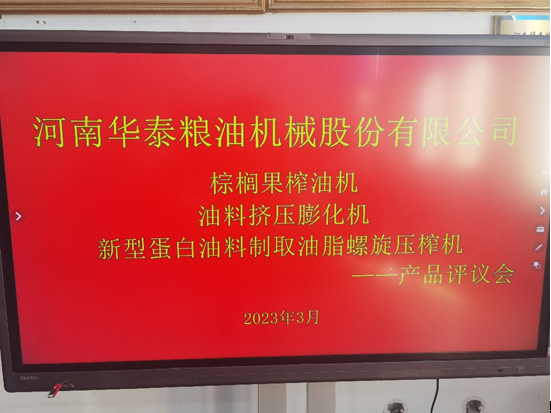 河南华泰粮油机械股份有限公司
棕榈果榨油机
油料挤压膨化机
新型蛋白油料制取油脂螺旋压榨机
——产品评议会
2023年3月